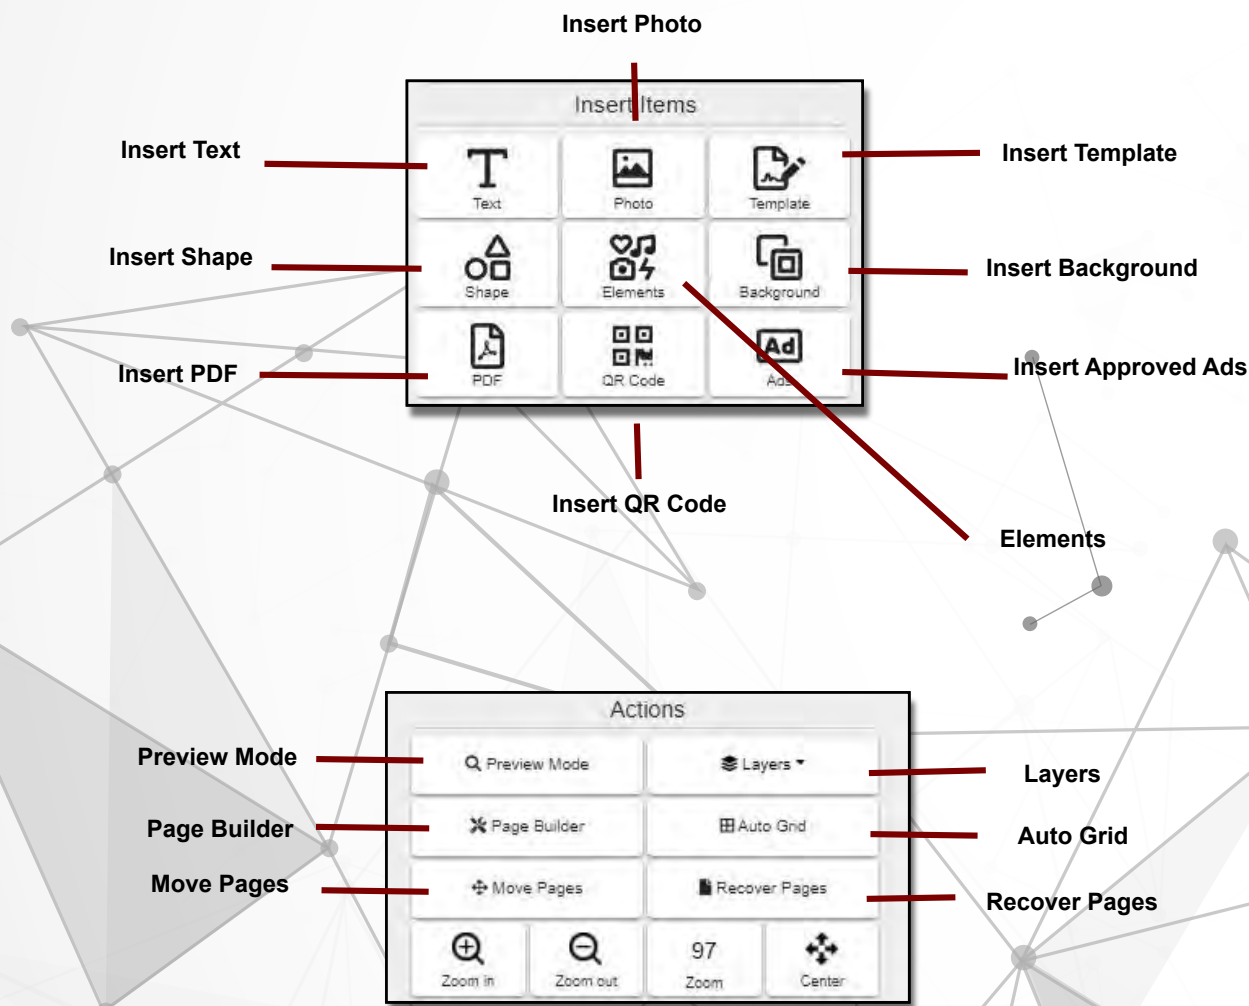 Insert Photo
Insert Items
Insert Text
Insert Template
Text
Photo
Template
Insert Shape
Insert Background
Shape
Elements
Background
Insert PDF
Ad
Insert Approved Ads
PDF
QR Code
Ads
Insert QR Code
Elements
Actions
Preview Mode
Preview Mode
Layers
Layers
Page Builder
Page Builder
Auto Grid
Auto Grid
Move Pages
Move Pages
Recover Pages
Recover Pages
97
Zoom in
Zoom out
Zoom
Center